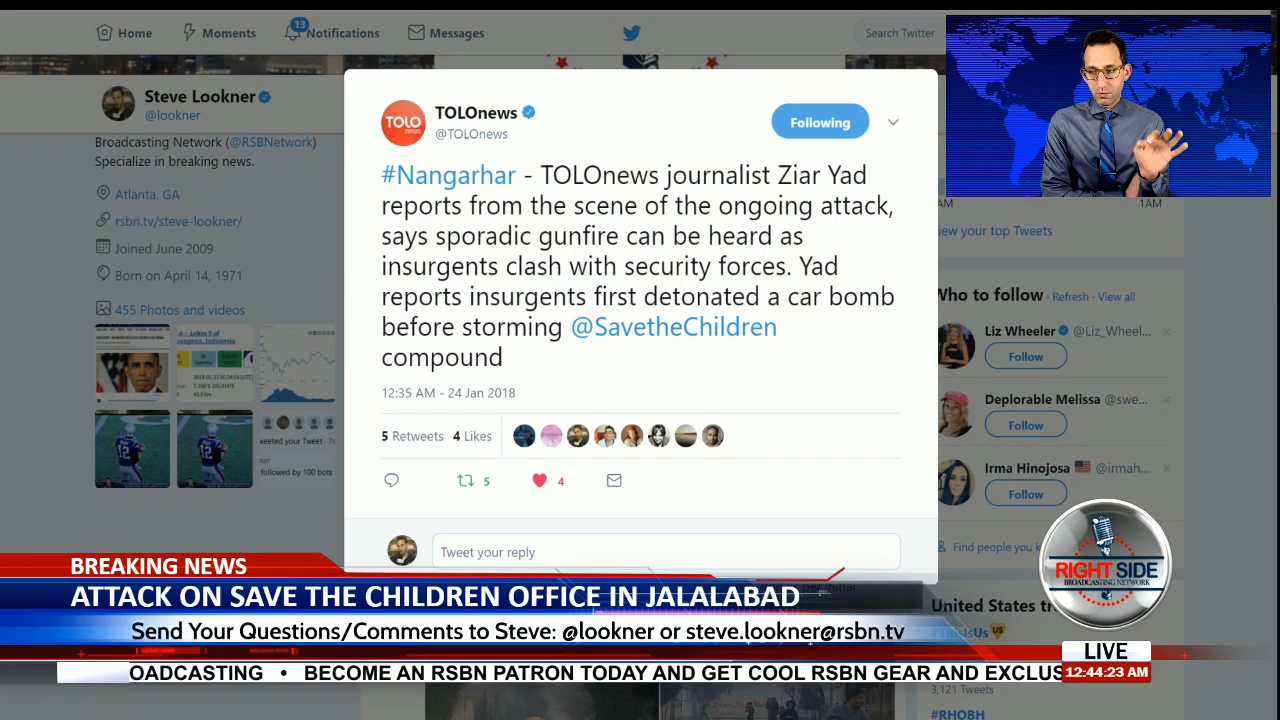 Home
Moments
13
Notifications
Messages
Search Twitter
Steve Lookner
@lookner
Broadcasting Network (@RSBNetwork)
Specialize in breaking news.
Atlanta, GA
rsbn.tv/steve-lookner/
Joined June 2009
Born on April 14, 1971
455 Photos and videos
TOLO
news
TOLOnews
@TOLOnews
Following
#Nangarhar - TOLOnews journalist Ziar Yad
reports from the scene of the ongoing attack,
says sporadic gunfire can be heard as
insurgents clash with security forces. Yad
reports insurgents first detonated a car bomb
before storming @SavetheChildren
compound
12:35 AM - 24 Jan 2018
5 Retweets 4 Likes
5
4
Tweet your reply
AM
1AM
iew your top Tweets
Who to follow · Refresh · View all
Liz Wheeler @Liz_Wheel...
Follow
Deplorable Melissa @swe...
Follow
Irma Hinojosa @irmah...
Follow
Find people you k
United States tr
#ThisIsUs
3,121 Tweets
#RHOBH
12
12
eeted your Tweet
followed by 100 bots
RIGHT SIDE
BROADCASTING NETWORK
BREAKING NEWS
ATTACK ON SAVE THE CHILDREN OFFICE IN JALALABAD
Send Your Questions/Comments to Steve: @lookner or steve.lookner@rsbn.tv
LIVE
12:44:23 AM
OADCASTING • BECOME AN RSBN PATRON TODAY AND GET COOL RSBN GEAR AND EXCLUS